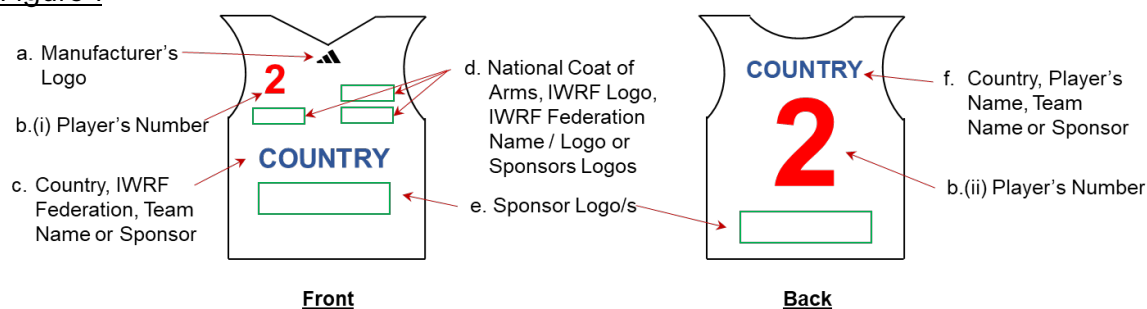 a. Manufacturer's
Logo
2
b.(i) Player's Number
COUNTRY
c. Country, IWRF
Federation, Team
Name or Sponsor
d. National Coat of
Arms, IWRF Logo,
IWRF Federation
Name / Logo or
Sponsors Logos
e. Sponsor Logo/s
Front
COUNTRY
2
f. Country, Player's
Name, Team
Name or Sponsor
b.(ii) Player's Number
Back